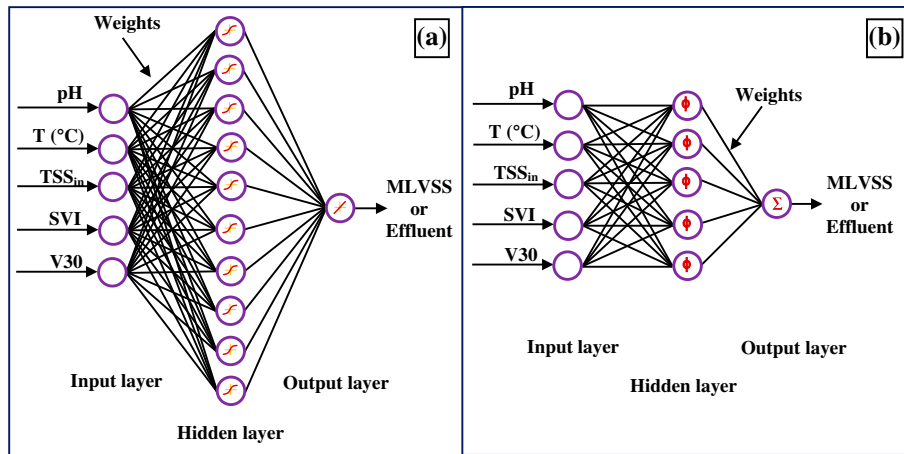 (a)
Weights
pH
T (°C)
TSSin
SVI
V30
MLVSS
or
Effluent
Input layer
Output layer
Hidden layer
(b)
pH
Weights
T (°C)
TSSin
SVI
V30
ϕ
ϕ
ϕ
ϕ
ϕ
Σ
MLVSS
or
Effluent
Input layer
Output layer
Hidden layer